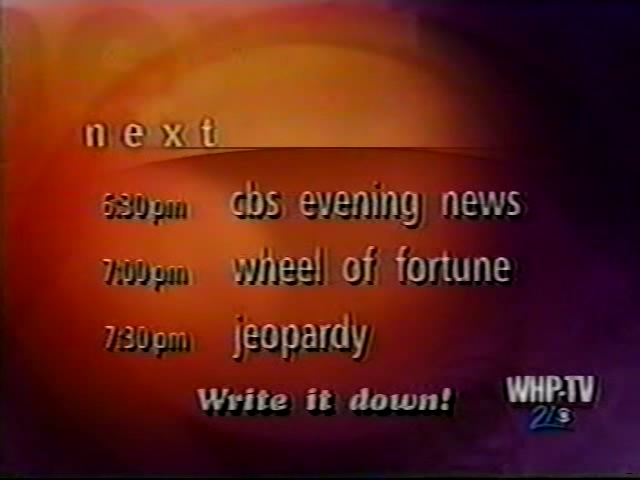 next
6:30pm cbs evening news
7:00pm wheel of fortune
7:30pm jeopardy
Write it down!
WHP-TV
21